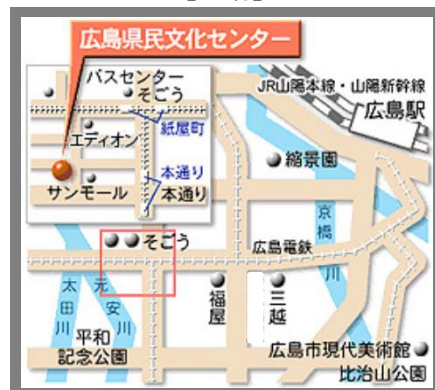 広島県民文化センター
バスセンター
そごう
紙屋町
エディオン
本通り
サンモール
本通り
JR山陽本線・山陽新幹線
広島駅
縮景園
京橋川
そごう
広島電鉄
太田川
元安川
平和
記念公園
福屋
三越
広島市現代美術館
比治山公園